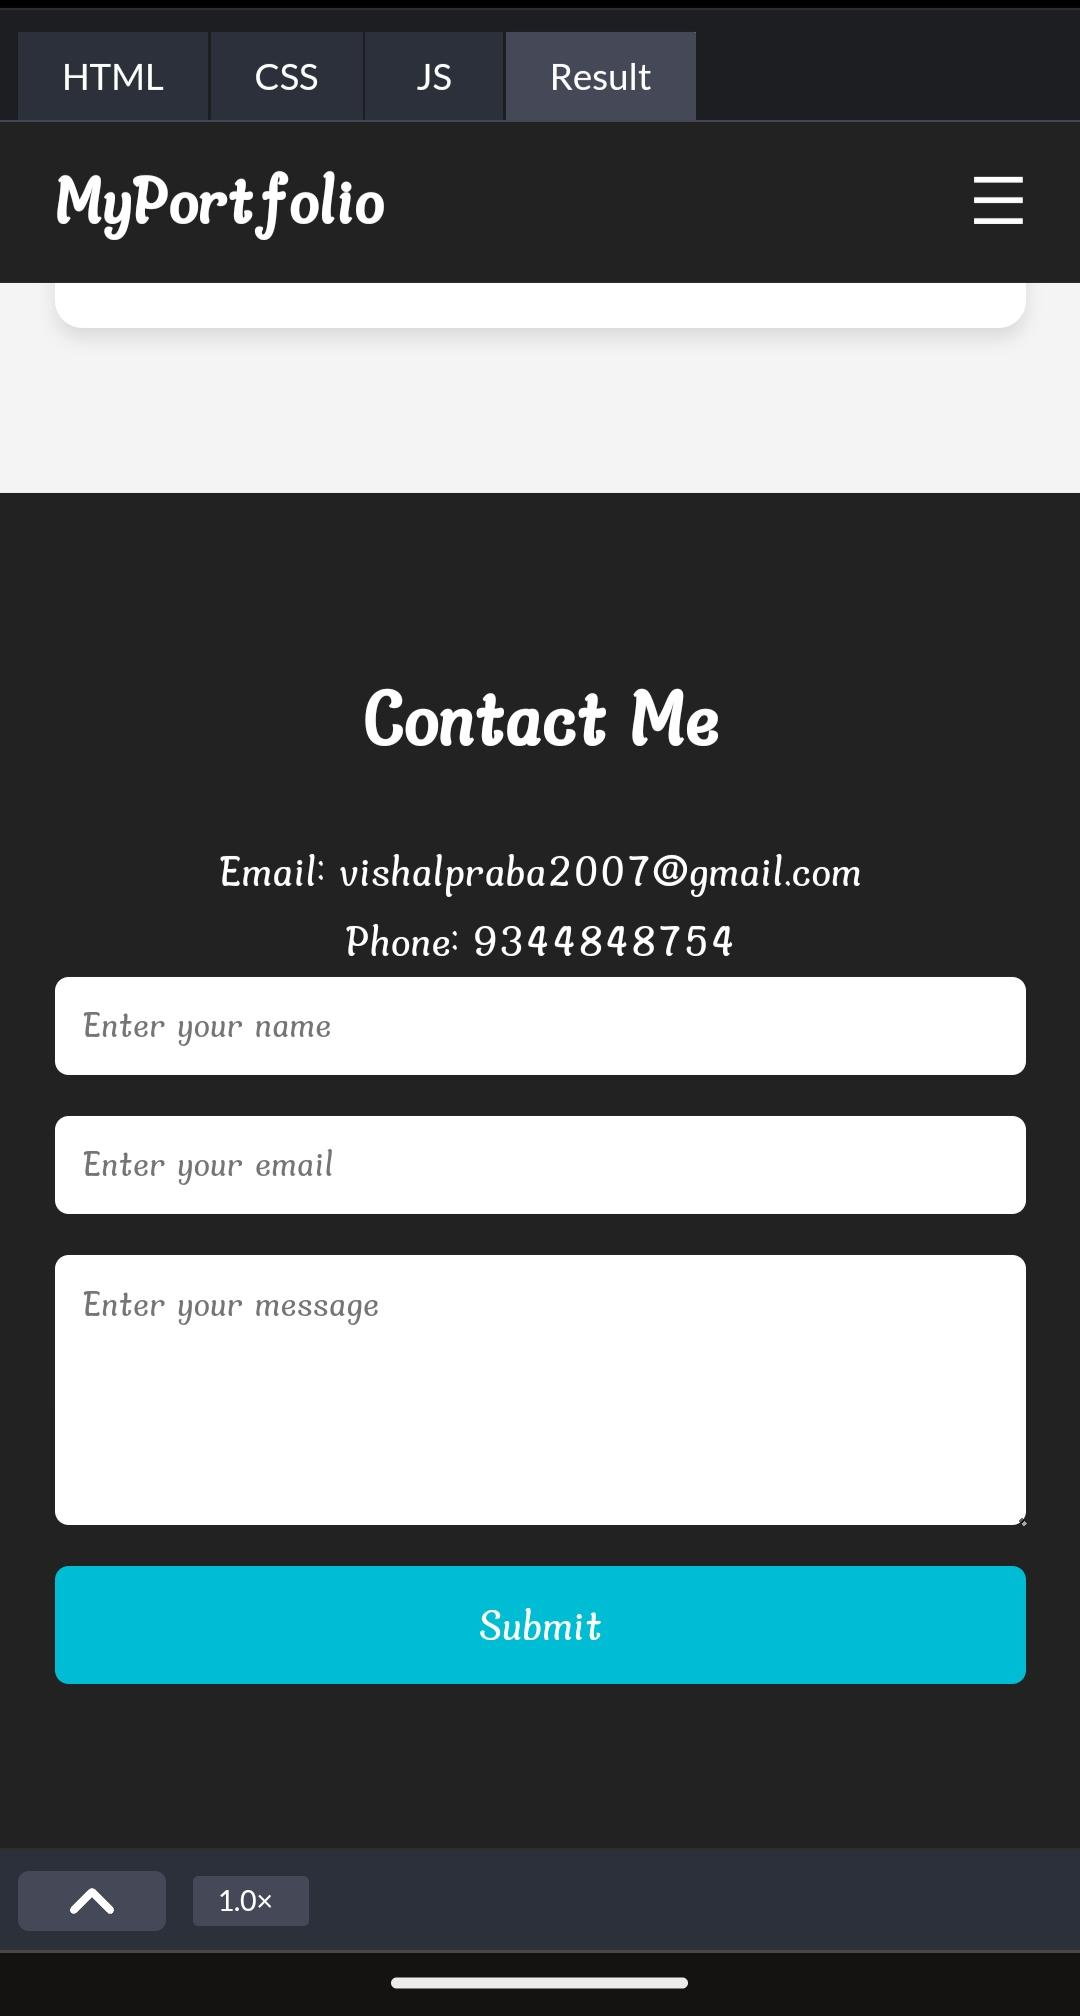 HTML CSS JS Result
MyPortfolio
Contact Me
Email: vishalpraba2007@gmail.com
Phone: 9344848754
Enter your name
Enter your email
Enter your message
Submit
1.0×